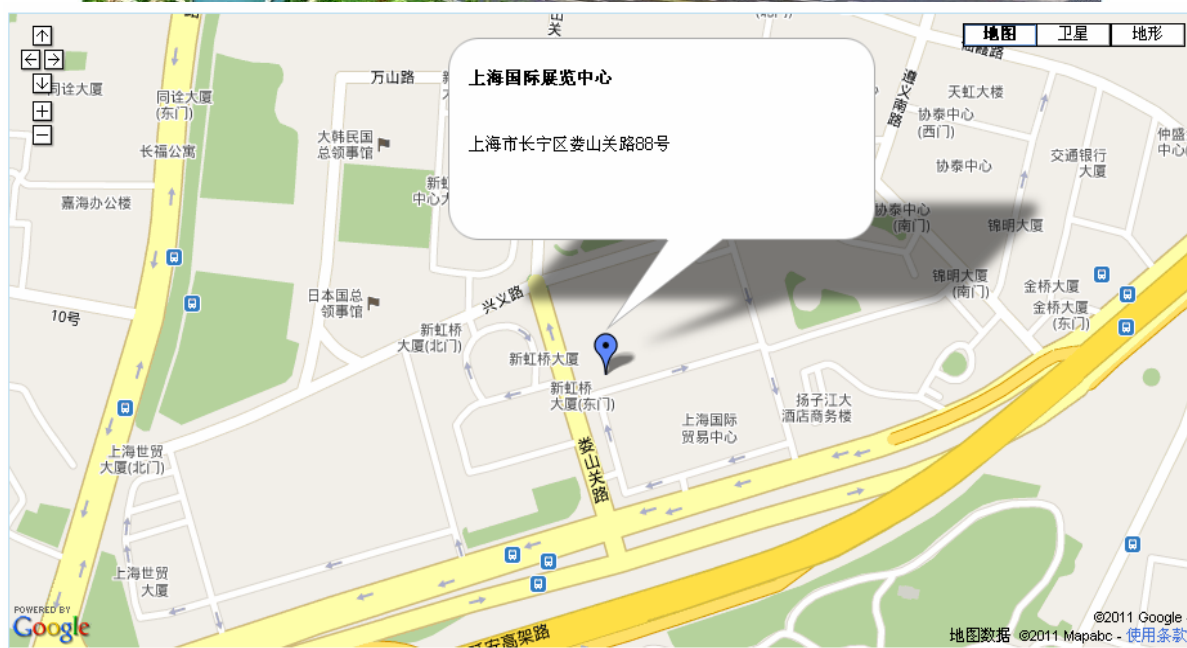 地图
卫星
地形
上海国际展览中心
上海市长宁区娄山关路88号
山
关
万山路
同诠大厦
同诠大厦
(东门)
长福公寓
大韩民国
总领事馆
嘉海办公楼
新虹
中心大
遵
义
南
路
天虹大楼
协泰中心
(西门)
协泰中心
交通银行
大厦
仲盛
中心
协泰中心
(南门)
锦明大厦
锦明大厦
(南门)
金桥大厦
金桥大厦
(东门)
10号
日本国总
领事馆
兴义路
新虹桥
大厦(北门)
新虹桥大厦
新虹桥
大厦(东门)
扬子江大
酒店商务楼
上海国际
贸易中心
娄
山
关
路
上海世贸
大厦(北门)
上海世贸
大厦
安高架路
POWERED BY
Google
©2011 Google
地图数据 ©2011 Mapabc - 使用条款